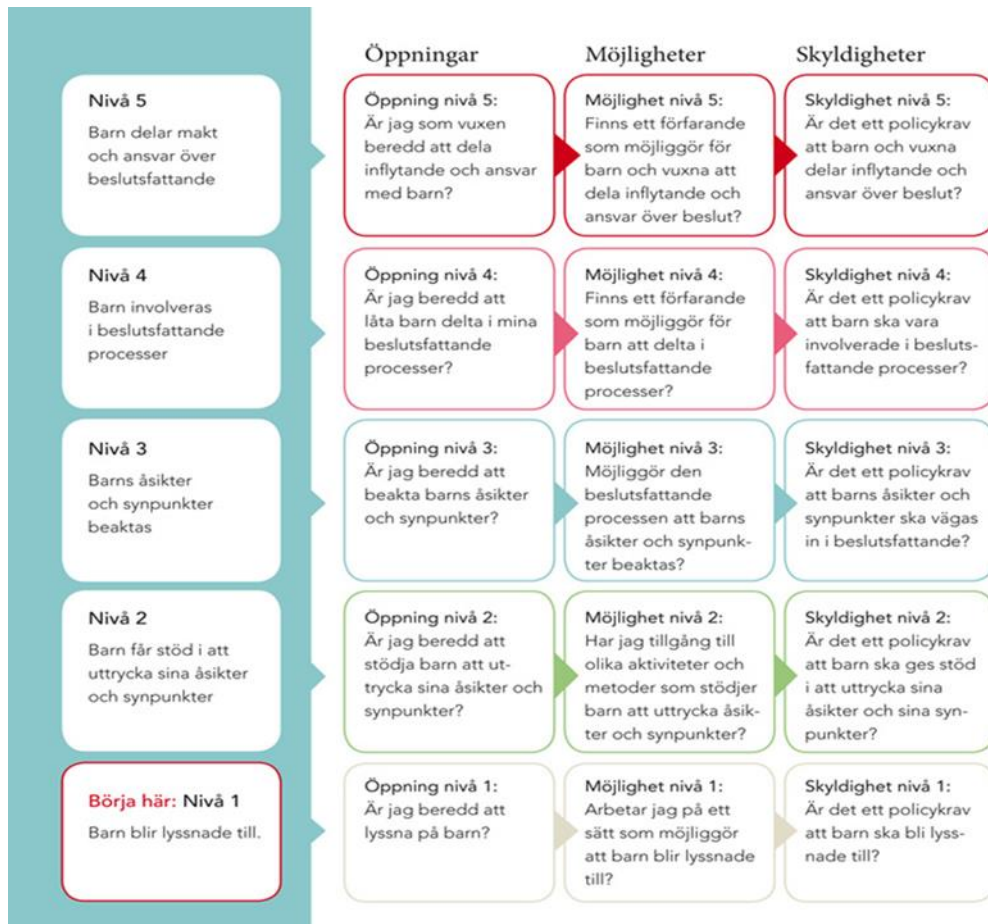 Öppningar
Möjligheter
Skyldigheter
Nivå 5
Barn delar makt
och ansvar över
beslutsfattande
Öppning nivå 5:
Är jag som vuxen
beredd att dela
inflytande och ansvar
med barn?
Möjlighet nivå 5:
Finns ett förfarande
som möjliggör för
barn och vuxna att
dela inflytande och
ansvar över beslut?
Skyldighet nivå 5:
Är det ett policykrav
att barn och vuxna
delar inflytande och
ansvar över beslut?
Nivå 4
Barn involveras
i beslutsfattande
processer
Öppning nivå 4:
Är jag beredd att
låta barn delta i mina
beslutsfattande
processer?
Möjlighet nivå 4:
Finns ett förfarande
som möjliggör för
barn att delta i
beslutsfattande
processer?
Skyldighet nivå 4:
Är det ett policykrav
att barn ska vara
involverade i besluts-
fattande processer?
Nivå 3
Barns åsikter
och synpunkter
beaktas
Öppning nivå 3:
Är jag beredd att
beakta barns åsikter
och synpunkter?
Möjlighet nivå 3:
Möjliggör den
beslutsfattande
processen att barns
åsikter och synpunk-
ter beaktas?
Skyldighet nivå 3:
Är det ett policykrav
att barns åsikter och
synpunkter ska vägas
in i beslutsfattande?
Nivå 2
Barn får stöd i att
uttrycka sina åsikter
och synpunkter
Öppning nivå 2:
Är jag beredd att
stödja barn att ut-
trycka sina åsikter och
synpunkter?
Möjlighet nivå 2:
Har jag tillgång till
olika aktiviteter och
metoder som stödjer
barn att uttrycka åsik-
ter och synpunkter?
Skyldighet nivå 2:
Är det ett policykrav
att barn ska ges stöd
i att uttrycka sina
åsikter och sina syn-
punkter?
Börja här: Nivå 1
Barn blir lyssnade till.
Öppning nivå 1:
Är jag beredd att
lyssna på barn?
Möjlighet nivå 1:
Arbetar jag på ett
sätt som möjliggör
att barn blir lyssnade
till?
Skyldighet nivå 1:
Är det ett policykrav
att barn ska bli lyss-
nade till?